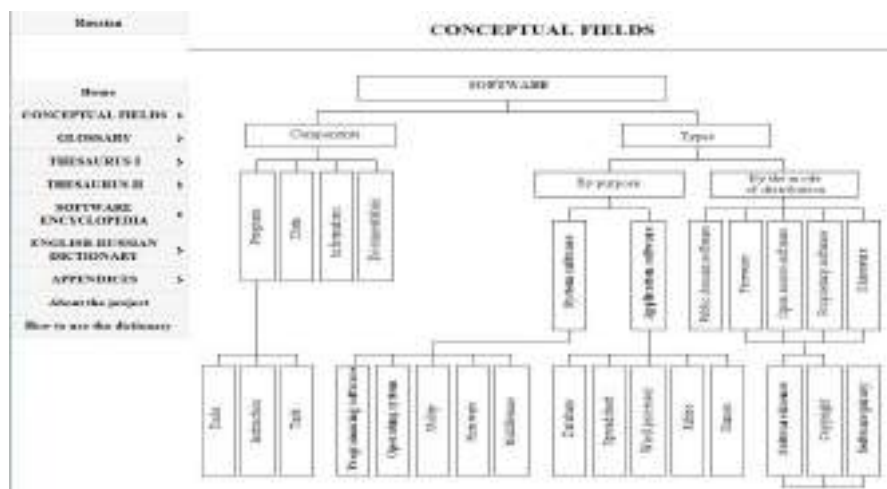 Russian
CONCEPTUAL FIELDS
Home
CONCEPTUAL FIELDS
GLOSSARY
THESAURUS I
THESAURUS II
SOFTWARE
ENCYCLOPEDIA
ENGLISH RUSSIAN
DICTIONARY
APPENDICES
About the project
How to use the dictionary
SOFTWARE
Components
Types
By purpose
By the mode
of distribution
Program
Data
Information
Documentation
System software
Application software
Public domain software
Freeware
Open source software
Proprietary software
Shareware
Code
Instruction
Task
Programming software
Operating system
Utility
Firmware
Middleware
Database
Spreadsheet
Word processor
Editor
Software license
Copyright
Software piracy